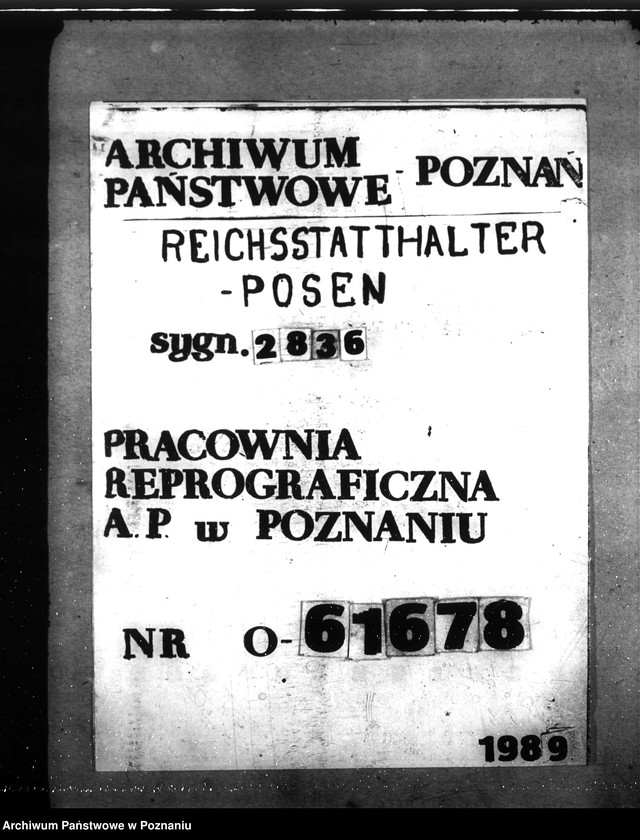 ARCHIWUM
PAŃSTWOWE - POZNAŃ
REICHSSTATTHALTER
-POSEN
sygn. 2836
PRACOWNIA
REPROGRAFICZNA
A.P. w POZNANIU
NR O-61678
1989
Archiwum Państwowe w Poznaniu